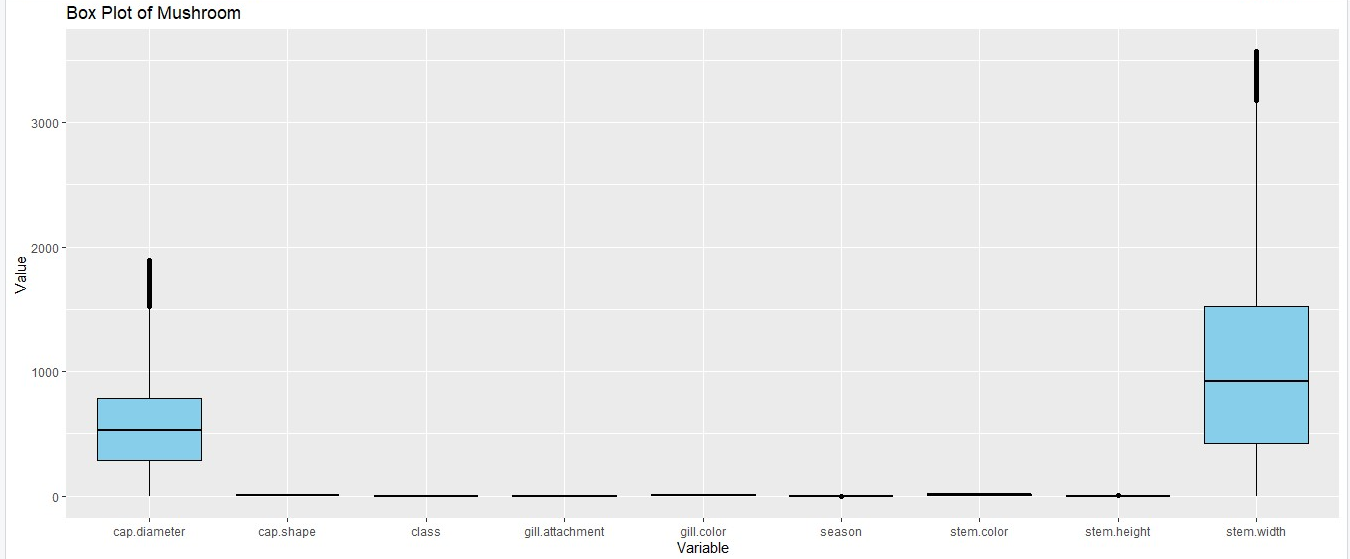 Box Plot of Mushroom
3000
2000
1000
0
Value
cap.diameter cap.shape class gill.attachment gill.color season stem.color stem.height stem.width
Variable